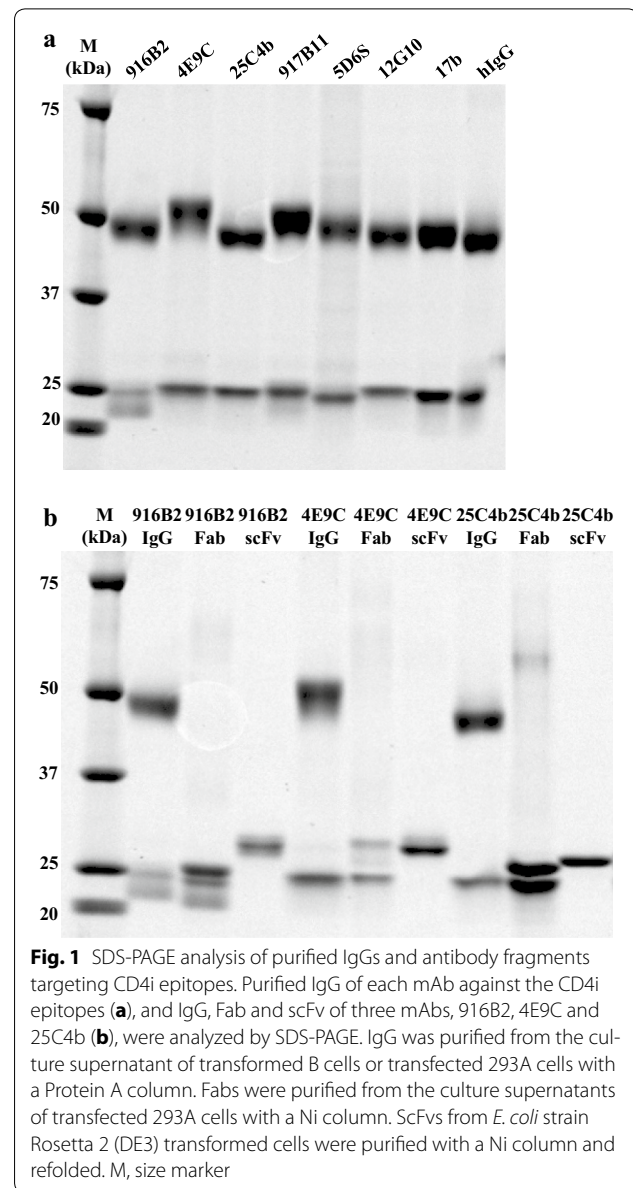 a
M
(kDa)
916B2 4E9C 25C4b 917B11 5D6S 12G10 17b hIgG
75
50
37
25
20
b
M 916B2 916B2 916B2 4E9C 4E9C 4E9C 25C4b 25C4b 25C4b
(kDa) IgG Fab scFv IgG Fab scFv IgG Fab scFv
75
50
37
25
20
Fig. 1 SDS-PAGE analysis of purified IgGs and antibody fragments
targeting CD4i epitopes. Purified IgG of each mAb against the CD4i
epitopes (a), and IgG, Fab and scFv of three mAbs, 916B2, 4E9C and
25C4b (b), were analyzed by SDS-PAGE. IgG was purified from the cul-
ture supernatant of transformed B cells or transfected 293A cells with
a Protein A column. Fabs were purified from the culture supernatants
of transfected 293A cells with a Ni column. ScFvs from E. coli strain
Rosetta 2 (DE3) transformed cells were purified with a Ni column and
refolded. M, size marker